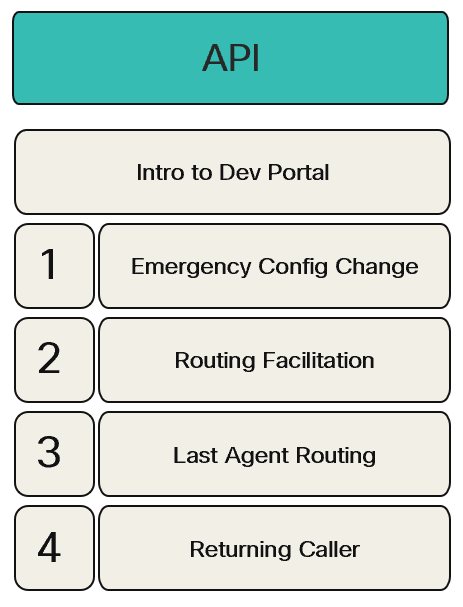 API
Intro to Dev Portal
1 Emergency Config Change
2 Routing Facilitation
3 Last Agent Routing
4 Returning Caller